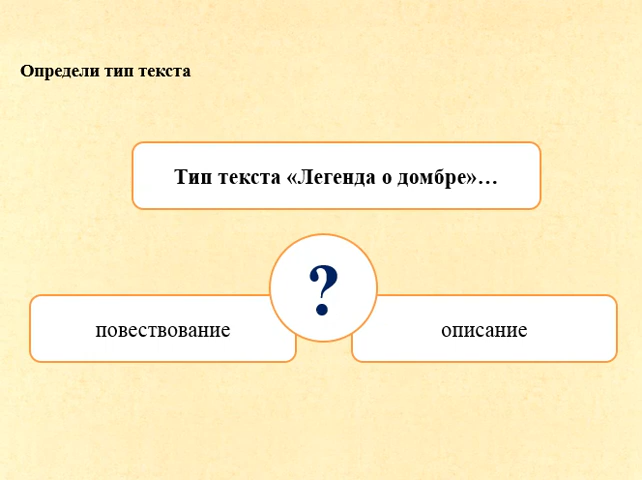 Определи тип текста
Тип текста «Легенда о домбре»…
?
повествование
описание